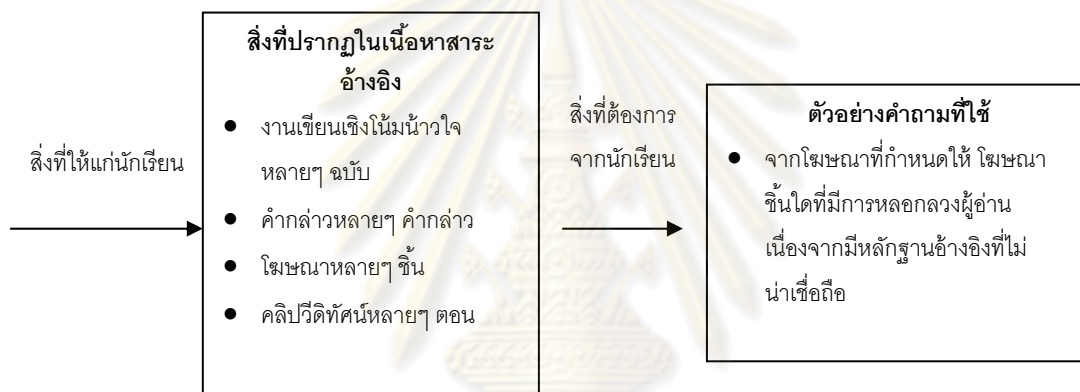 สิ่งที่ให้แก่นักเรียน
สิ่งที่ปรากฏในเนื้อหาสาระ
อ้างอิง
● งานเขียนเชิงโน้มน้าวใจ
หลายๆ ฉบับ
● คำกล่าวหลายๆ คำกล่าว
● โฆษณาหลายๆ ชิ้น
● คลิปวีดิทัศน์หลายๆ ตอน
สิ่งที่ต้องการ
จากนักเรียน
ตัวอย่างคำถามที่ใช้
● จากโฆษณาที่กำหนดให้ โฆษณา
ชิ้นใดที่มีการหลอกลวงผู้อ่าน
เนื่องจากมีหลักฐานอ้างอิงที่ไม่
น่าเชื่อถือ